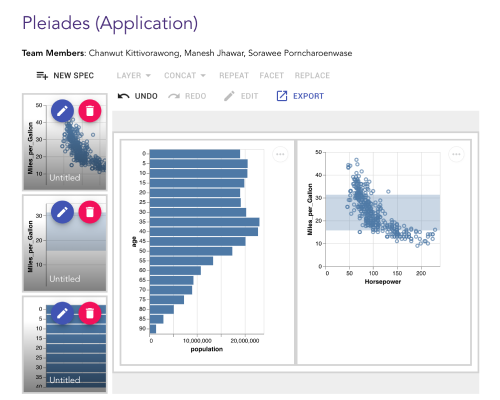 Pleiades (Application)
Team Members: Chanwut Kittivorawong, Manesh Jhawar, Sorawee Porncharoenwase
NEW SPEC LAYER CONCAT REPEAT FACET REPLACE
UNDO REDO EDIT EXPORT
50
40
30
20
10
Miles_per_Gallon
Untitled
30
20
10
Miles_per_Gallon
Untitled
0
5
10
15
20
25
30
35
40
Untitled
age
0
5
10
15
20
25
30
35
40
45
50
55
60
65
70
75
80
85
90
0 10,000,000 20,000,000
population
Miles_per_Gallon
50
40
30
20
10
0
0 50 100 150 200
Horsepower